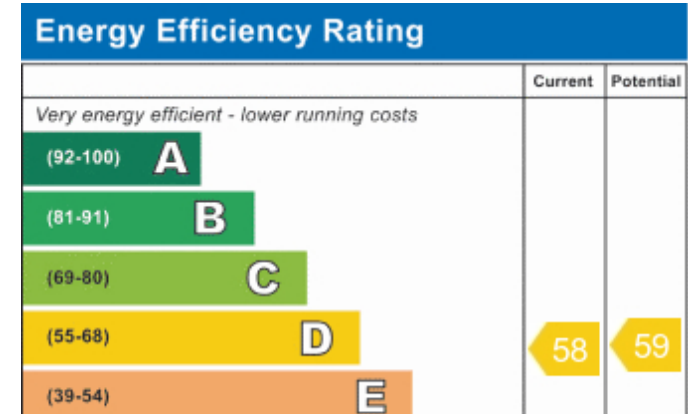 Energy Efficiency Rating
Current Potential
Very energy efficient - lower running costs
(92-100) A
(81-91) B
(69-80) C
(55-68) D 58 59
(39-54) E